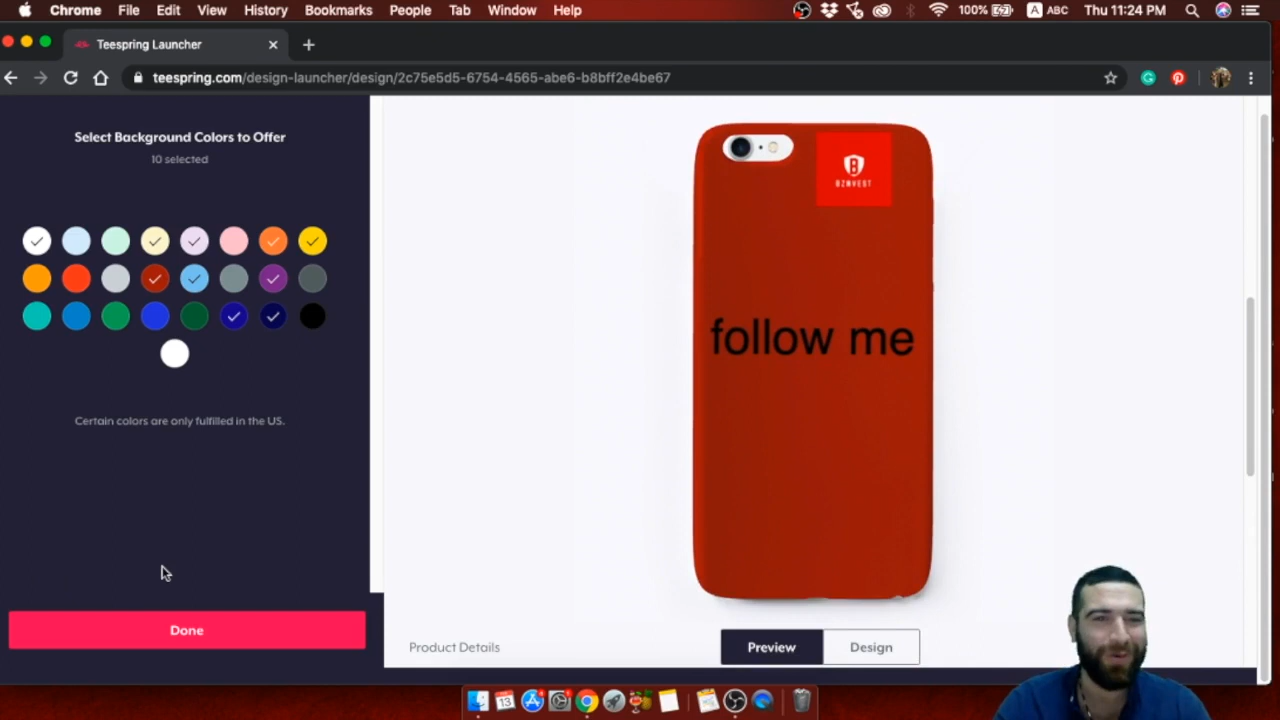 Chrome File Edit View History Bookmarks People Tab Window Help 100% A ABC Thu 11:24 PM
Teespring Launcher
teespring.com/design-launcher/design/2c75e5d5-6754-4565-abe6-b8bff2e4be67
Select Background Colors to Offer
10 selected
Certain colors are only fulfilled in the US.
Done
B
BZNVEST
follow me
Product Details
Preview
Design
13